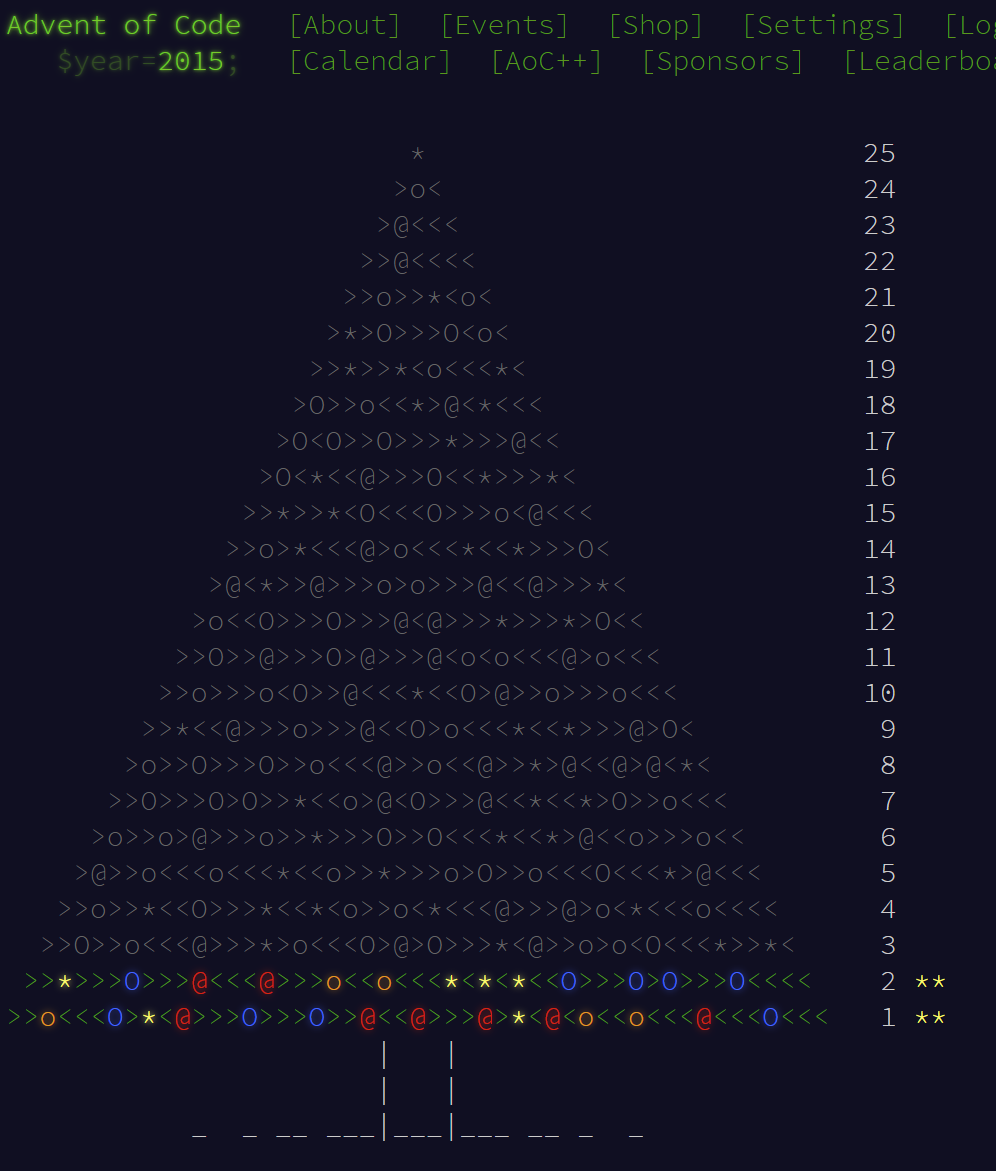 Advent of Code [About] [Events] [Shop] [Settings] [Log
$year=2015; [Calendar] [AoC++] [Sponsors] [Leaderboa
* 25
>o< 24
>@<<< 23
>>@<<<< 22
>>o>>*<o< 21
>*>O>>>O<o< 20
>>*>>*<o<<<*< 19
>O>>o<<*>@<*<<< 18
>O<O>>O>>>*>>>@<< 17
>O<*<<@>>>O<<*>>>*< 16
>>*>>*<O<<<O>>>o<@<<< 15
>>o>*<<<@>o<<<*<<*>>>O< 14
>@<*>>@>>>o>o>>>@<<@>>>*< 13
>o<<O>>>O>>>@<@>>>*>>>*>O<< 12
>>O>>@>>>O>@>>>@<o<o<<<@>o<<< 11
>>o>>>o<O>>@<<<*<<O>@>>o>>>o<<< 10
>>*<<@>>>o>>>@<<O>o<<<*<<*>>>@>O< 9
>o>>O>>>O>>o<<<@>>o<<@>>*>@<<@>@<*< 8
>>O>>>O>O>>*<<o>@<O>>>@<<*<<*>O>>o<<< 7
>o>>o>@>>>o>>*>>>O>>O<<<*<<*>@<<o>>>o<< 6
>@>>o<<<o<<<*<<o>>*>>>o>O>>o<<<O<<<*>@<<< 5
>>o>>*<<O>>>*<<*<o>>o<*<<<@>>>@>o<*<<<o<<<< 4
>>O>>o<<<@>>>*>o<<<O>@>O>>>*<@>>o>o<O<<<*>>*< 3
>>*>>>O>>>@<<<@>>>o<<o<<<*<*<*<<O>>>O>O>>>O<<<< 2 **
>>o<<<O>*<@>>>O>>>O>>@<<@>>>@>*<@<o<<o<<<@<<<O<<< 1 **
| |
| |
_ _ __ ___|___|___ __ _ _